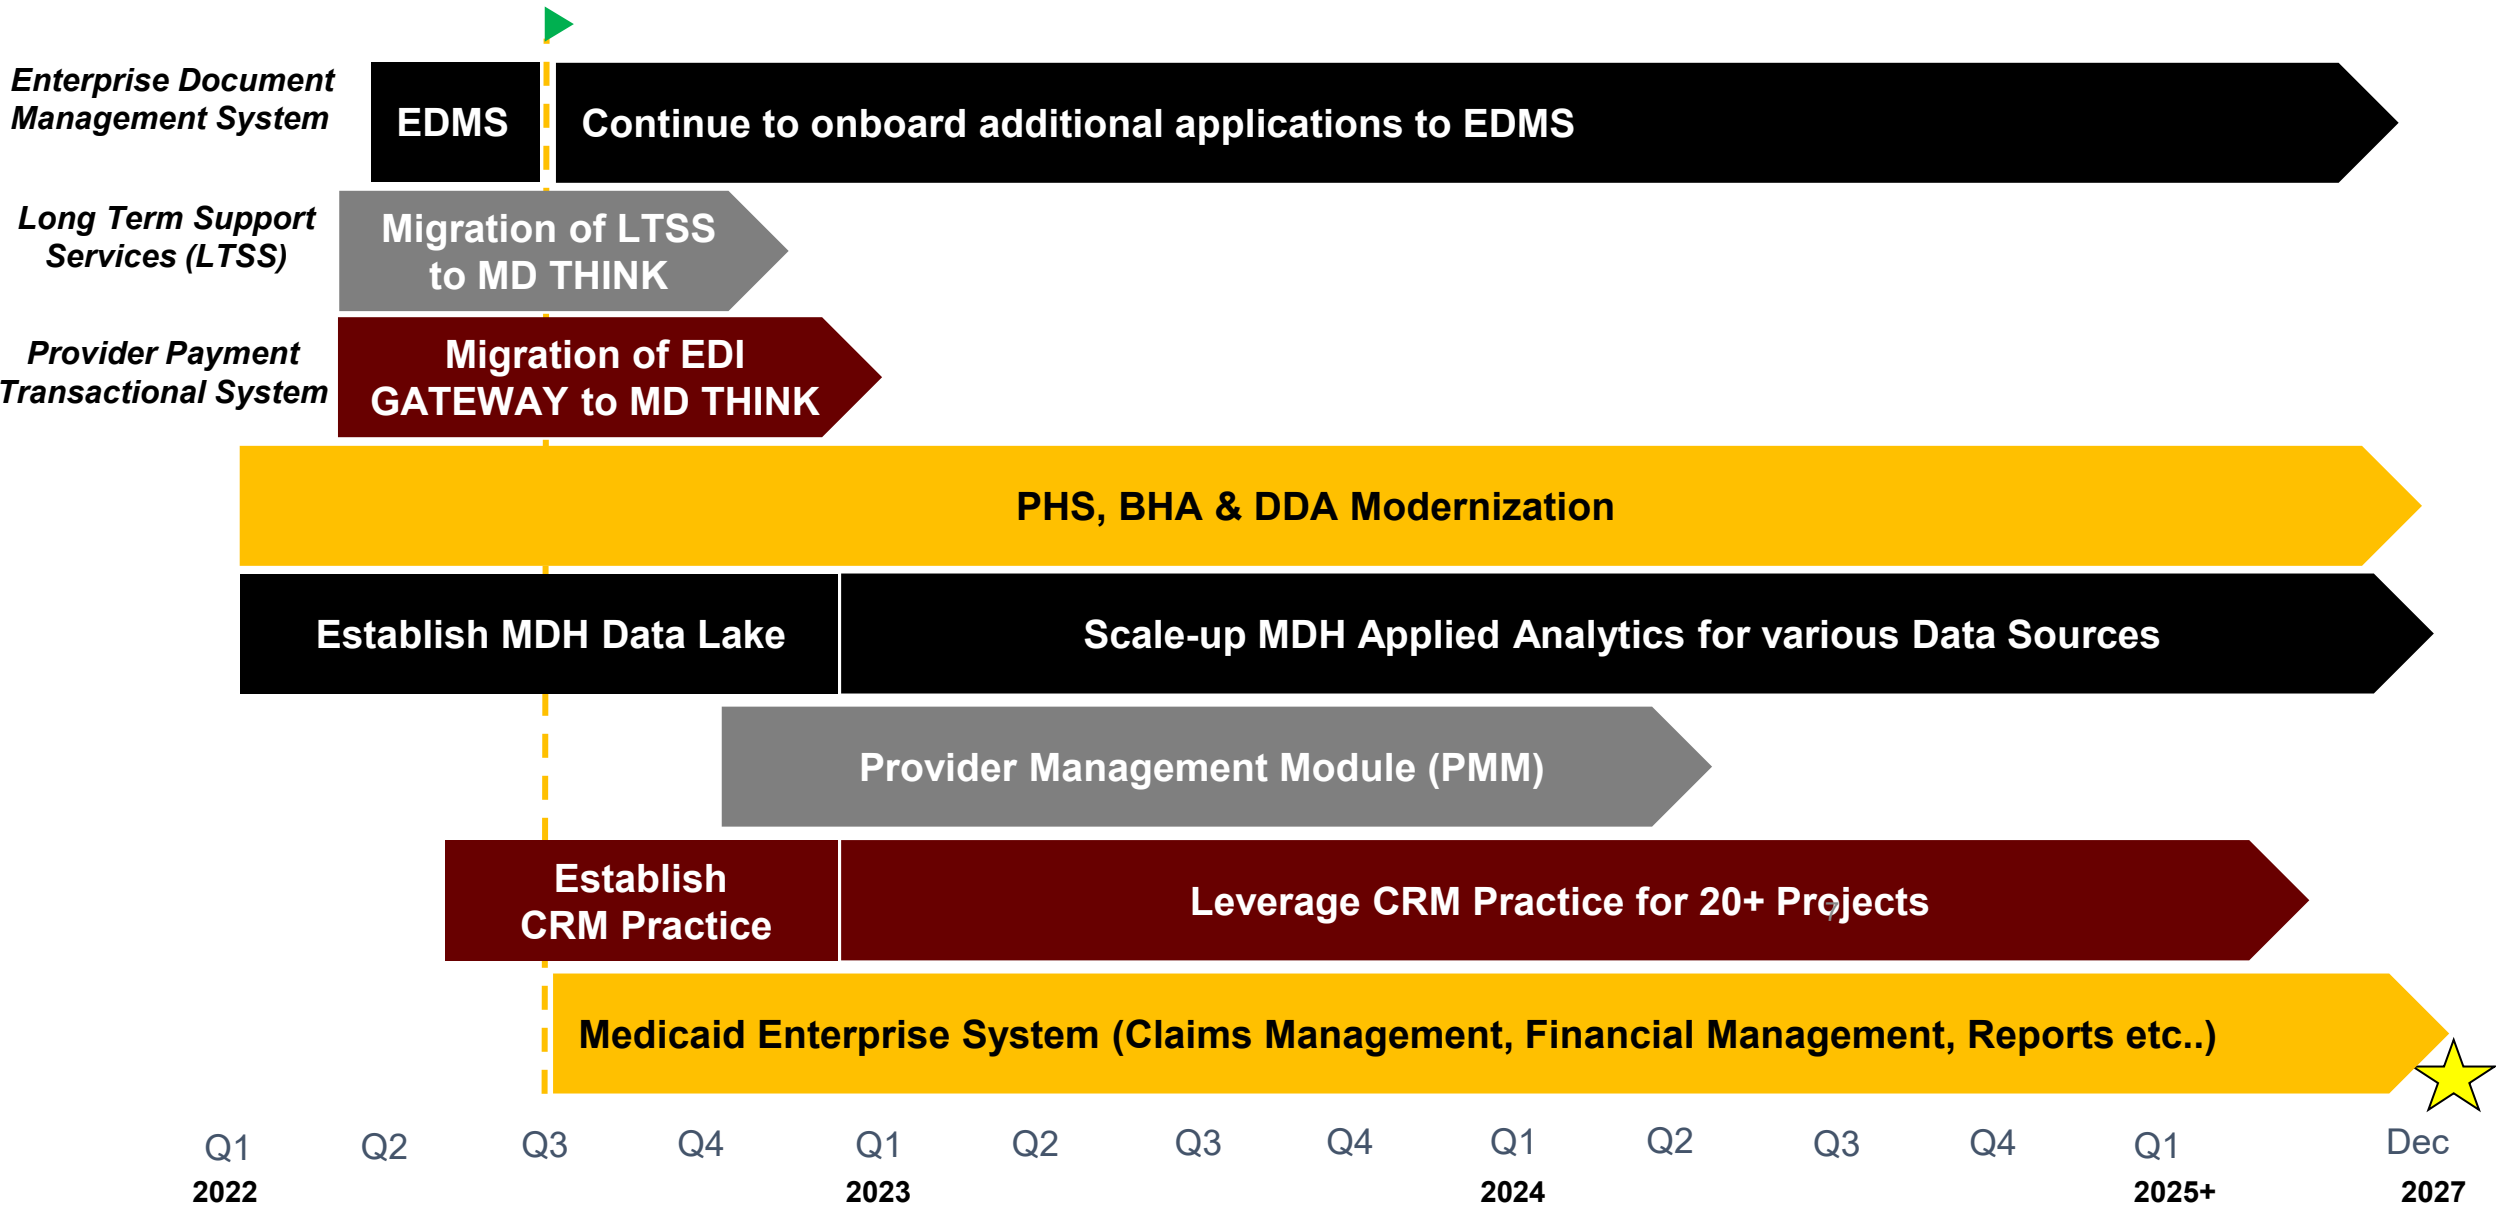 Enterprise Document
Management System
EDMS
Continue to onboard additional applications to EDMS
Long Term Support
Services (LTSS)
Migration of LTSS
to MD THINK
Provider Payment
Transactional System
Migration of EDI
GATEWAY to MD THINK
PHS, BHA & DDA Modernization
Establish MDH Data Lake
Scale-up MDH Applied Analytics for various Data Sources
Provider Management Module (PMM)
Establish
CRM Practice
Leverage CRM Practice for 20+ Projects
7
Medicaid Enterprise System (Claims Management, Financial Management, Reports etc..)
Q1 Q2 Q3 Q4 Q1 Q2 Q3 Q4 Q1 Q2 Q3 Q4 Q1 Dec
2022 2023 2024 2025+ 2027